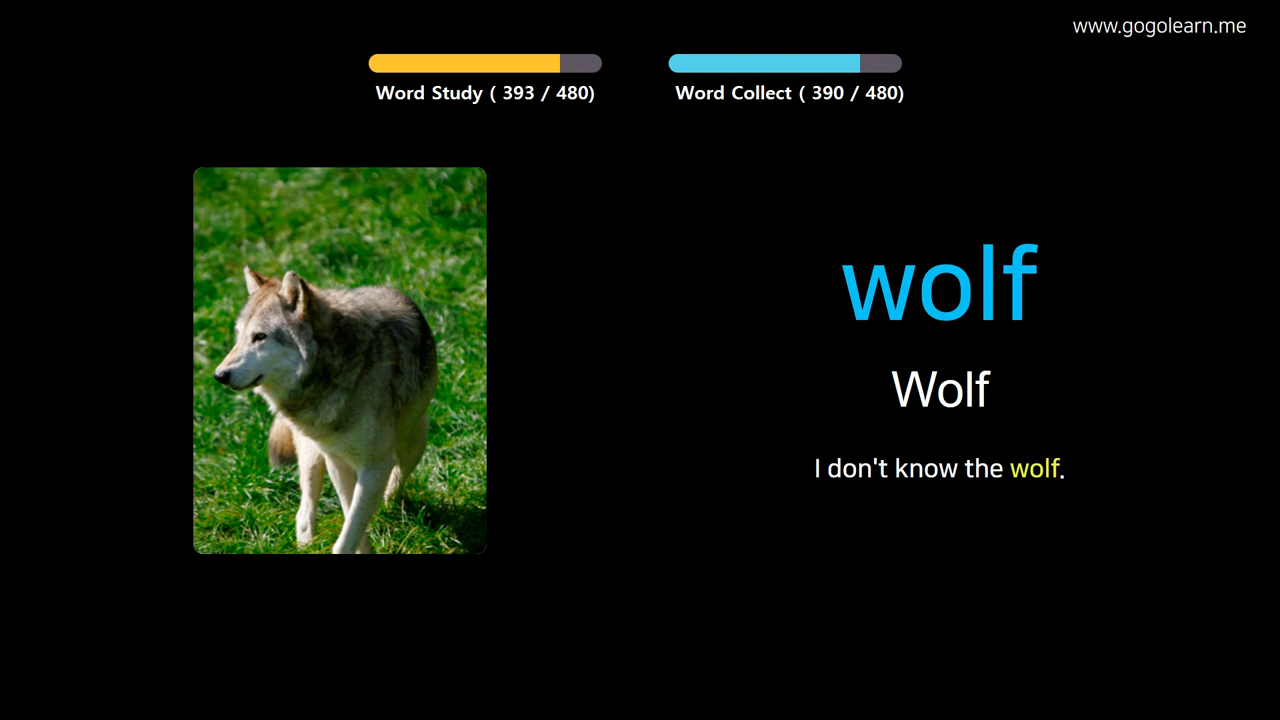 www.gogolearn.me
Word Study ( 393 / 480)
Word Collect ( 390 / 480)
wolf
Wolf
I don't know the wolf.